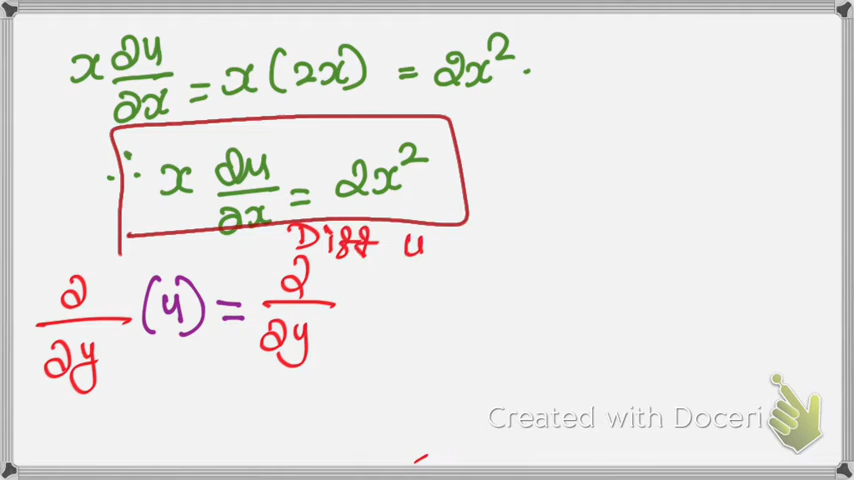 x ∂u/∂x = x(2x) = 2x².
∴ x ∂u/∂x = 2x²
Diff u
∂/∂y (u) = ∂/∂y
Created with Doceri